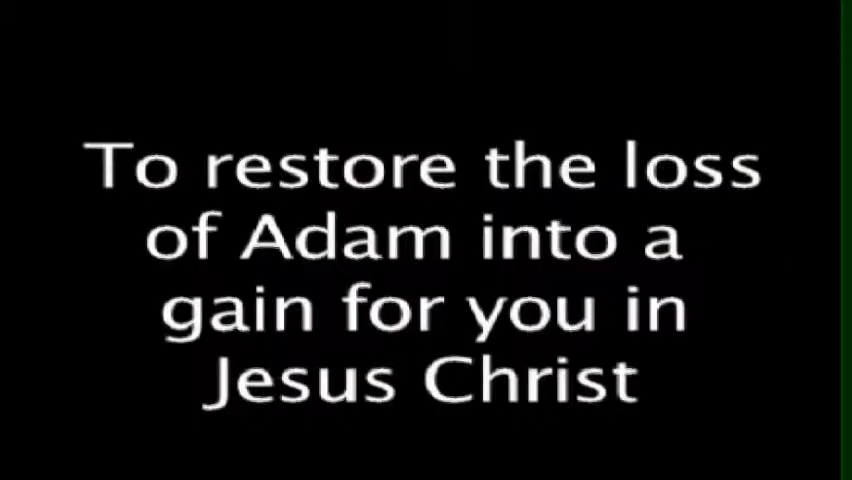 To restore the loss
of Adam into a
gain for you in
Jesus Christ